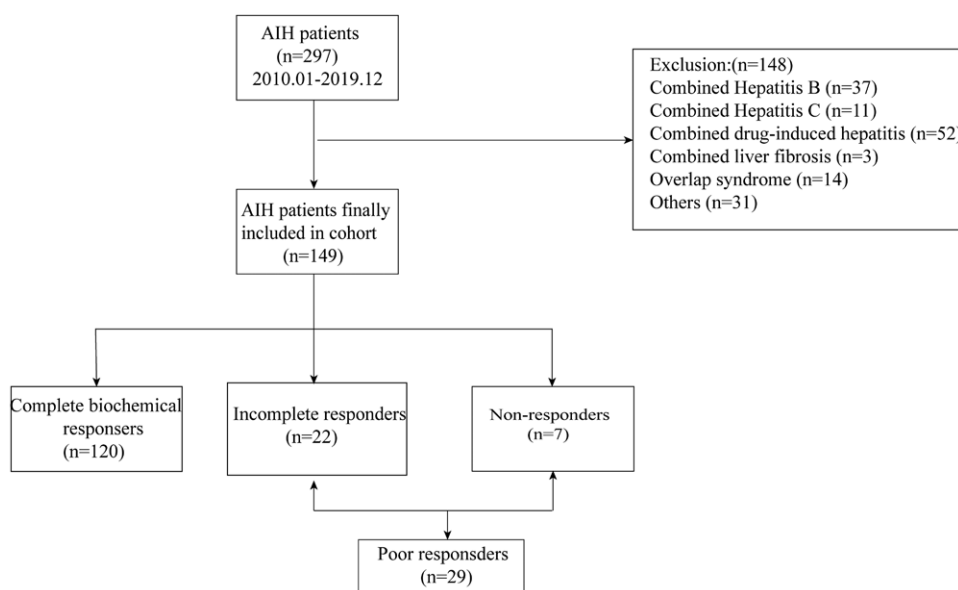 AIH patients
(n=297)
2010.01-2019.12
Exclusion:(n=148)
Combined Hepatitis B (n=37)
Combined Hepatitis C (n=11)
Combined drug-induced hepatitis (n=52)
Combined liver fibrosis (n=3)
Overlap syndrome (n=14)
Others (n=31)
AIH patients finally
included in cohort
(n=149)
Complete biochemical
responsers
(n=120)
Incomplete responders
(n=22)
Non-responders
(n=7)
Poor responsders
(n=29)